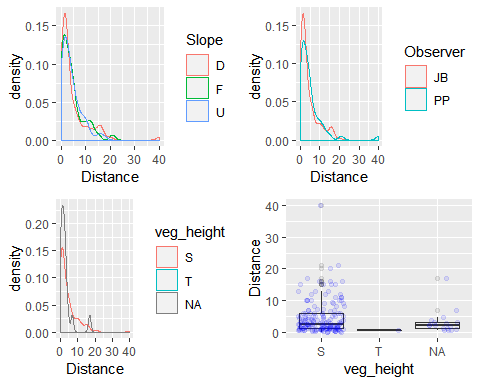 0.15
0.10
0.05
0.00
density
0 10 20 30 40
Distance
Slope
D
F
U
0.15
0.10
0.05
0.00
density
0 10 20 30 40
Distance
Observer
JB
PP
0.20
0.15
0.10
0.05
0.00
density
0 10 20 30 40
Distance
veg_height
S
T
NA
40
30
20
10
0
Distance
S T NA
veg_height